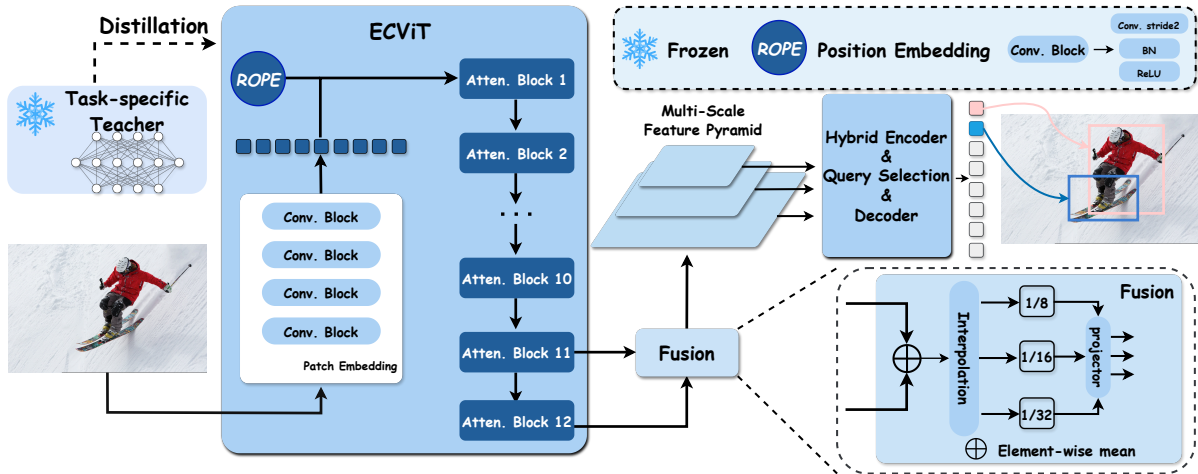 Distillation
Task-specific
Teacher
ECViT
ROPE
Conv. Block
Conv. Block
Conv. Block
Conv. Block
Patch Embedding
Atten. Block 1
Atten. Block 2
...
Atten. Block 10
Atten. Block 11
Atten. Block 12
Frozen
ROPE
Position Embedding
Conv. Block
Conv. stride2
BN
ReLU
Multi-Scale
Feature Pyramid
Hybrid Encoder
&
Query Selection
&
Decoder
Fusion
Fusion
Interpolation
1/8
1/16
1/32
projector
Element-wise mean